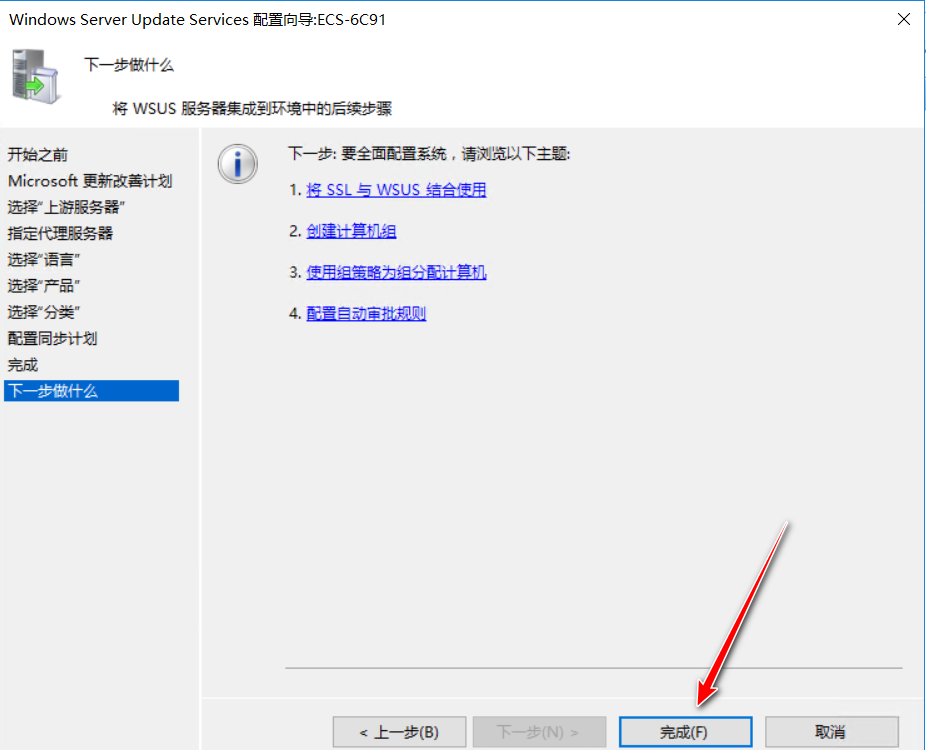 Windows Server Update Services 配置向导:ECS-6C91
下一步做什么
将 WSUS 服务器集成到环境中的后续步骤
开始之前
Microsoft 更新改善计划
选择"上游服务器"
指定代理服务器
选择"语言"
选择"产品"
选择"分类"
配置同步计划
完成
下一步做什么
下一步: 要全面配置系统，请浏览以下主题:
1. 将 SSL 与 WSUS 结合使用
2. 创建计算机组
3. 使用组策略为组分配计算机
4. 配置自动审批规则
< 上一步(B)
下一步(N) >
完成(F)
取消